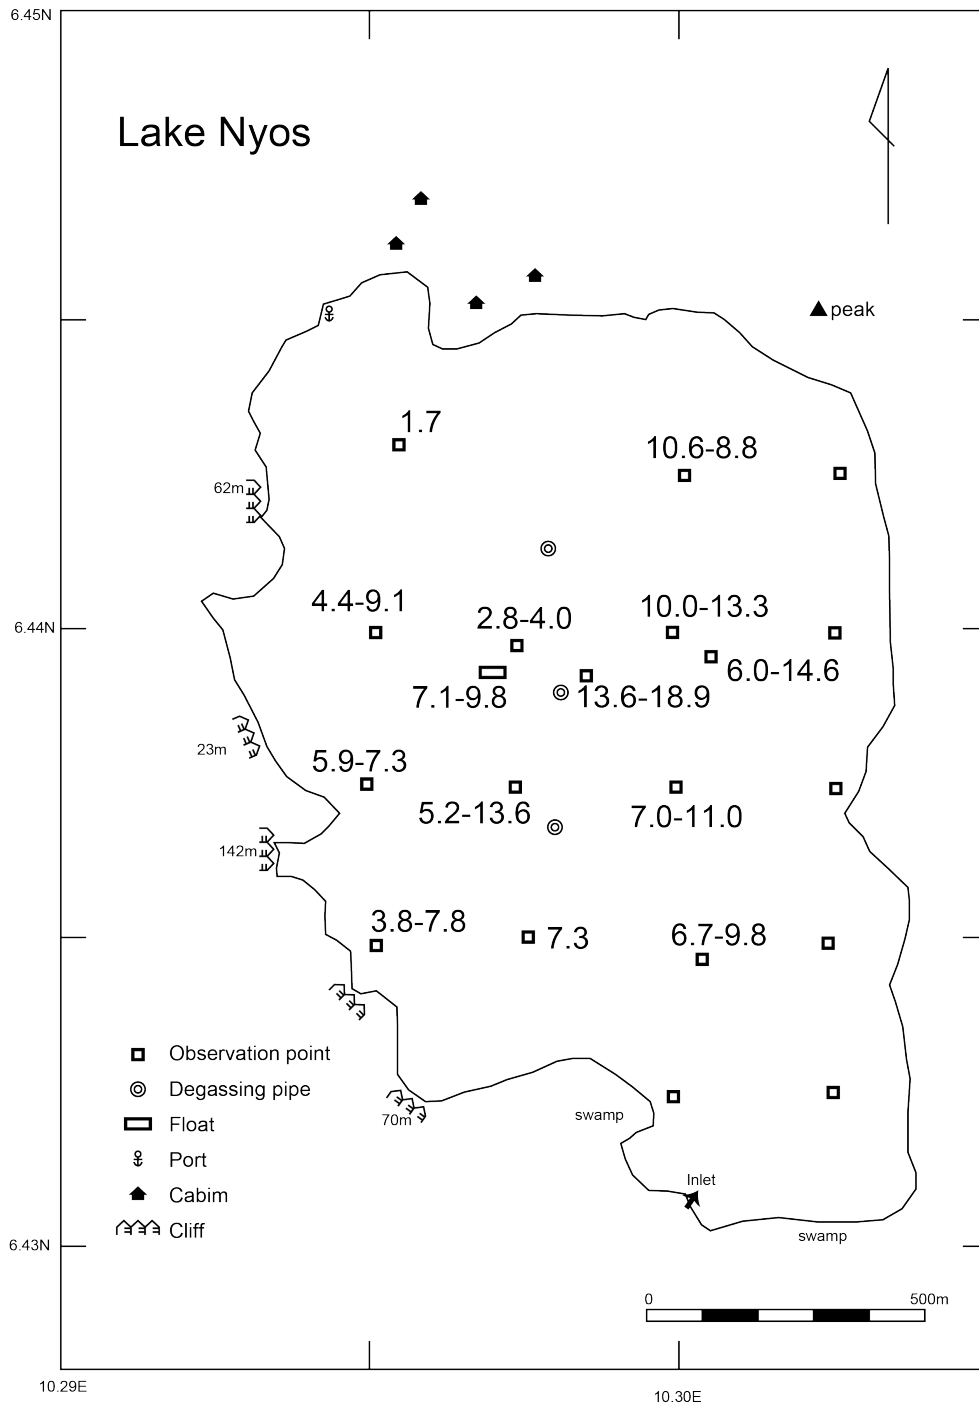 6.45N
Lake Nyos
peak
1.7
10.6-8.8
62m
4.4-9.1
2.8-4.0
10.0-13.3
6.44N
6.0-14.6
7.1-9.8
13.6-18.9
23m
5.9-7.3
5.2-13.6
7.0-11.0
142m
3.8-7.8
7.3
6.7-9.8
Observation point
Degassing pipe
Float
Port
Cabim
Cliff
70m
swamp
Inlet
swamp
6.43N
0 500m
10.29E
10.30E